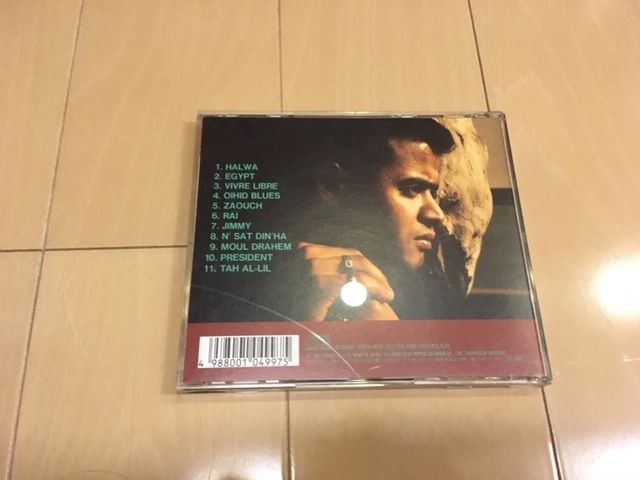 1. HALWA
2. EGYPT
3. VIVRE LIBRE
4. OIHID BLUES
5. ZAOUCH
6. RAI
7. JIMMY
8. N' SAT DIN'HA
9. MOUL DRAHEM
10. PRESIDENT
11. TAH AL-LIL
4 988001 049975